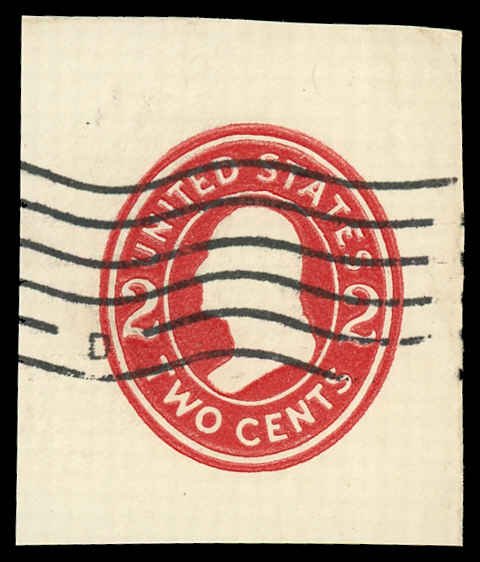 UNITED STATES
2 2
D
TWO CENTS